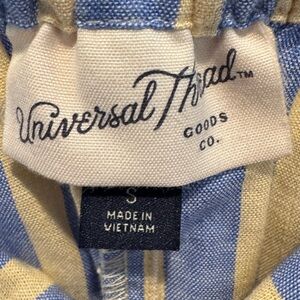 Universal Thread™
GOODS
CO.
S
MADE IN
VIETNAM